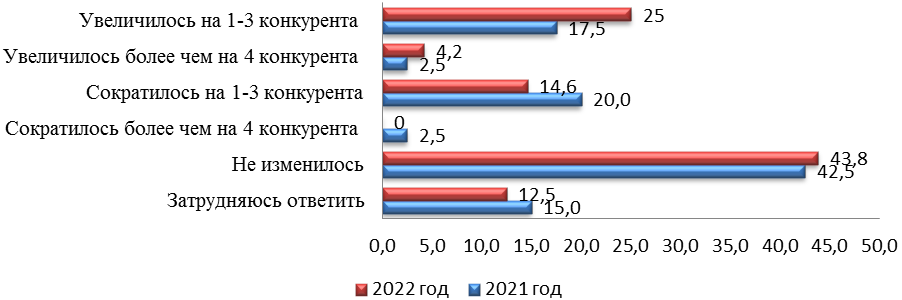 Увеличилось на 1-3 конкурента 25
17,5
Увеличилось более чем на 4 конкурента 4,2
2,5
Сократилось на 1-3 конкурента 14,6
20,0
Сократилось более чем на 4 конкурента 0
2,5
Не изменилось 43,8
42,5
Затрудняюсь ответить 12,5
15,0
0,0 5,0 10,0 15,0 20,0 25,0 30,0 35,0 40,0 45,0 50,0
2022 год 2021 год